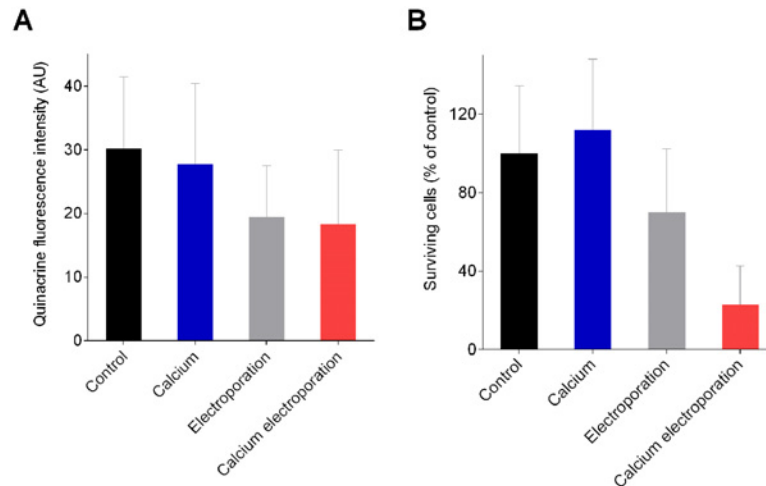 A
Quinacrine fluorescence intensity (AU)
40
30
20
10
0
Control
Calcium
Electroporation
Calcium electroporation
B
Surviving cells (% of control)
120
80
40
0
Control
Calcium
Electroporation
Calcium electroporation